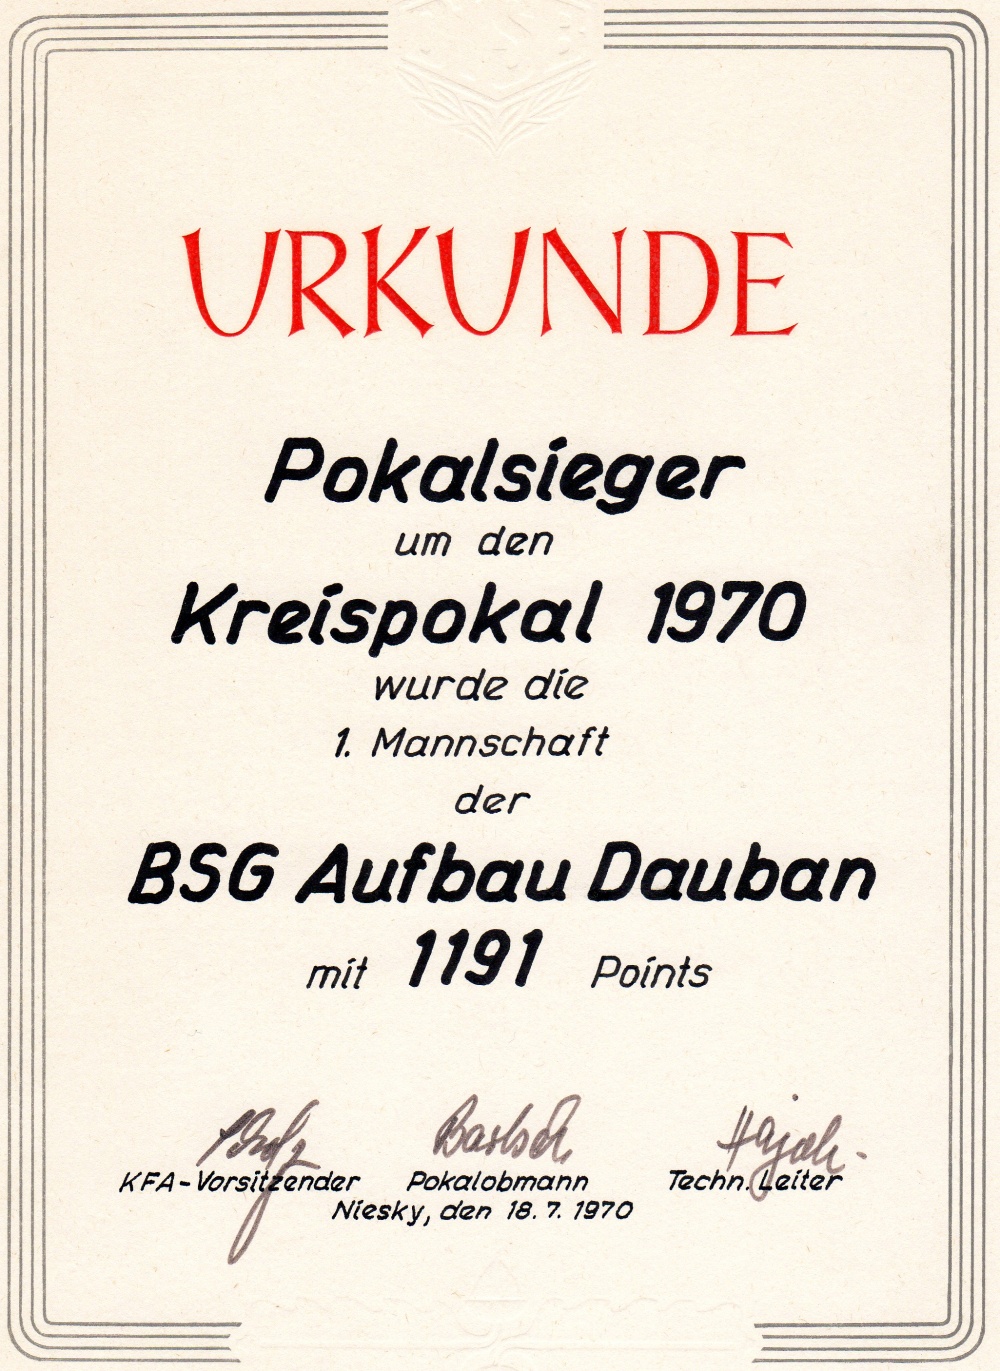 URKUNDE
Pokalsieger
um den
Kreispokal 1970
wurde die
1. Mannschaft
der
BSG Aufbau Dauban
mit 1191 Points
Bartsch
KFA-Vorsitzender Pokalobmann Techn. Leiter
Niesky, den 18. 7. 1970